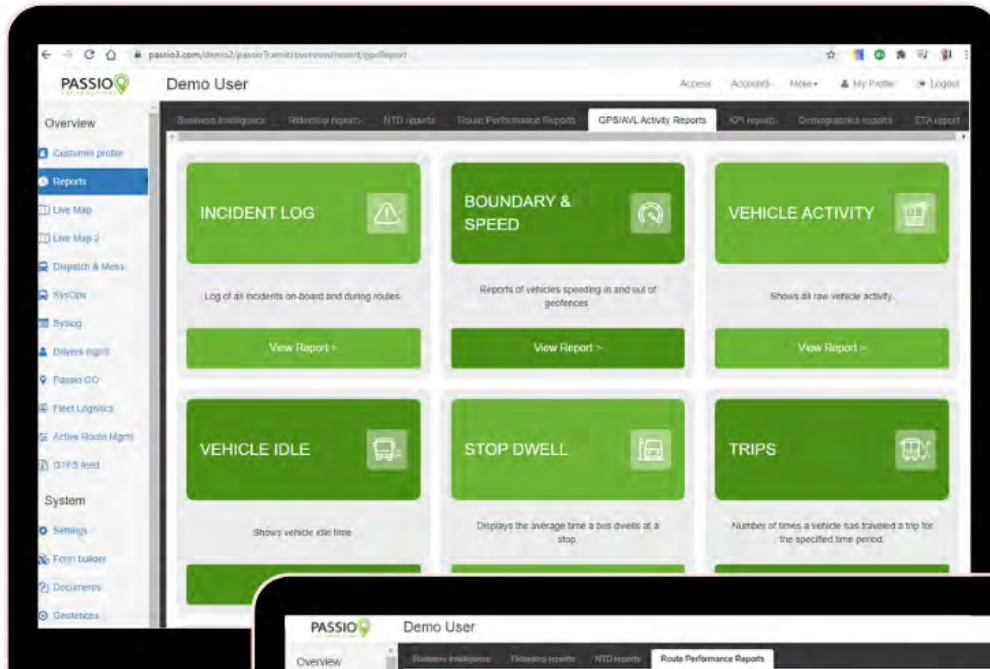 passio3.com/demo2/passioTransit/overview/report/gpsReport
PASSIO
Demo User
Access Accounts More My Profile Logout
Business Intelligence Ridership reports NTD reports Route Performance Reports GPS/AVL Activity Reports KPI reports Demographics reports ETA report
Overview
Customer profile
Reports
Live Map
Live Map 2
Dispatch & Mess
SysOps
Syslog
Drivers mgmt
Passio GO
Fleet Logistics
Active Route Mgmt
GTFS feed
System
Settings
Form builder
Documents
Geofences
INCIDENT LOG
Log of all incidents on-board and during routes.
View Report >
BOUNDARY &
SPEED
Reports of vehicles speeding in and out of
geofences
View Report >
VEHICLE ACTIVITY
Shows all raw vehicle activity.
View Report >
VEHICLE IDLE
Shows vehicle idle time
STOP DWELL
Displays the average time a bus dwells at a
stop.
TRIPS
Number of times a vehicle has traveled a trip for
the specified time period.
PASSIO
Demo User
Overview
Business Intelligence Ridership reports NTD reports Route Performance Reports